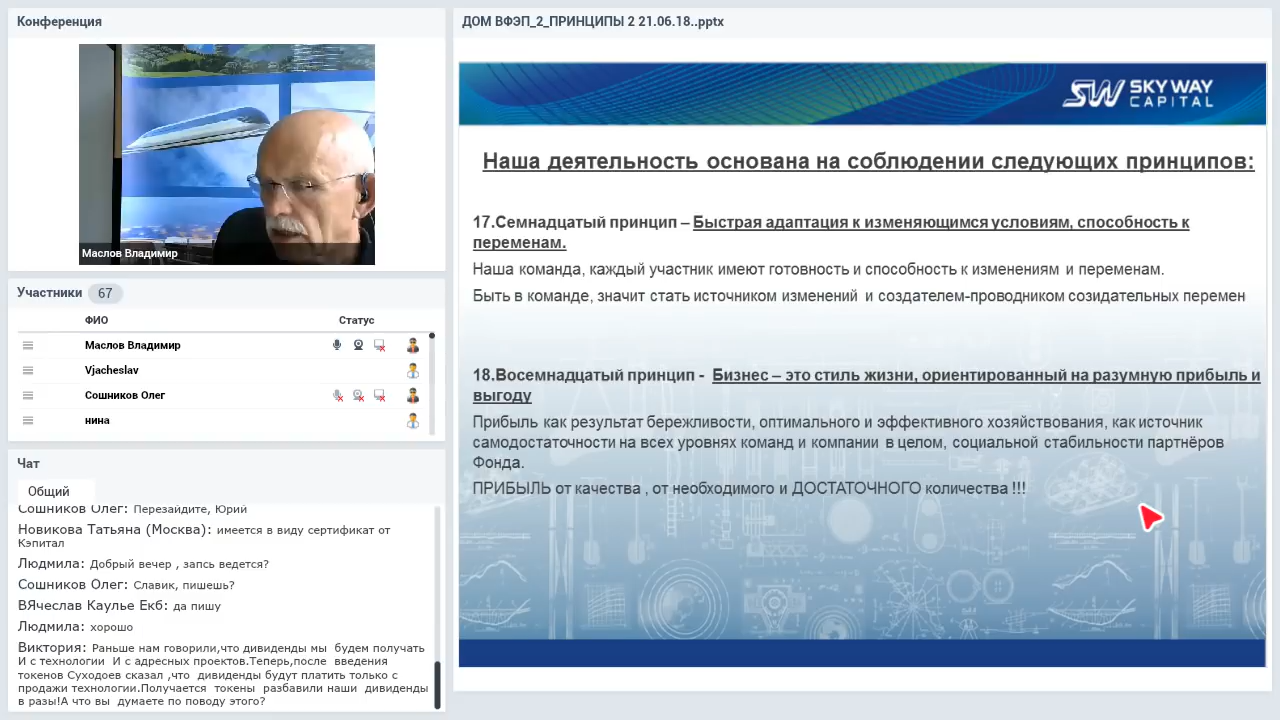 Конференция
Маслов Владимир
Участники 67
ФИО Статус
Маслов Владимир
Vjacheslav
Сошников Олег
нина
Чат
Общий
Сошников Олег: Перезайдите, Юрий
Новикова Татьяна (Москва): имеется в виду сертификат от
Кэпитал
Людмила: Добрый вечер , запсь ведется?
Сошников Олег: Славик, пишешь?
ВЯчеслав Каулье Екб: да пишу
Людмила: хорошо
Виктория: Раньше нам говорили,что дивиденды мы будем получать
И с технологии И с адресных проектов.Теперь,после введения
токенов Суходоев сказал ,что дивиденды будут платить только с
продажи технологии.Получается токены разбавили наши дивиденды
в разы!А что вы думаете по поводу этого?
ДОМ ВФЭП_2_ПРИНЦИПЫ 2 21.06.18..pptx
SW SKY WAY
CAPITAL
Наша деятельность основана на соблюдении следующих принципов:
17.Семнадцатый принцип – Быстрая адаптация к изменяющимся условиям, способность к
переменам.
Наша команда, каждый участник имеют готовность и способность к изменениям и переменам.
Быть в команде, значит стать источником изменений и создателем-проводником созидательных перемен
18.Восемнадцатый принцип - Бизнес – это стиль жизни, ориентированный на разумную прибыль и
выгоду
Прибыль как результат бережливости, оптимального и эффективного хозяйствования, как источник
самодостаточности на всех уровнях команд и компании в целом, социальной стабильности партнёров
Фонда.
ПРИБЫЛЬ от качества , от необходимого и ДОСТАТОЧНОГО количества !!!